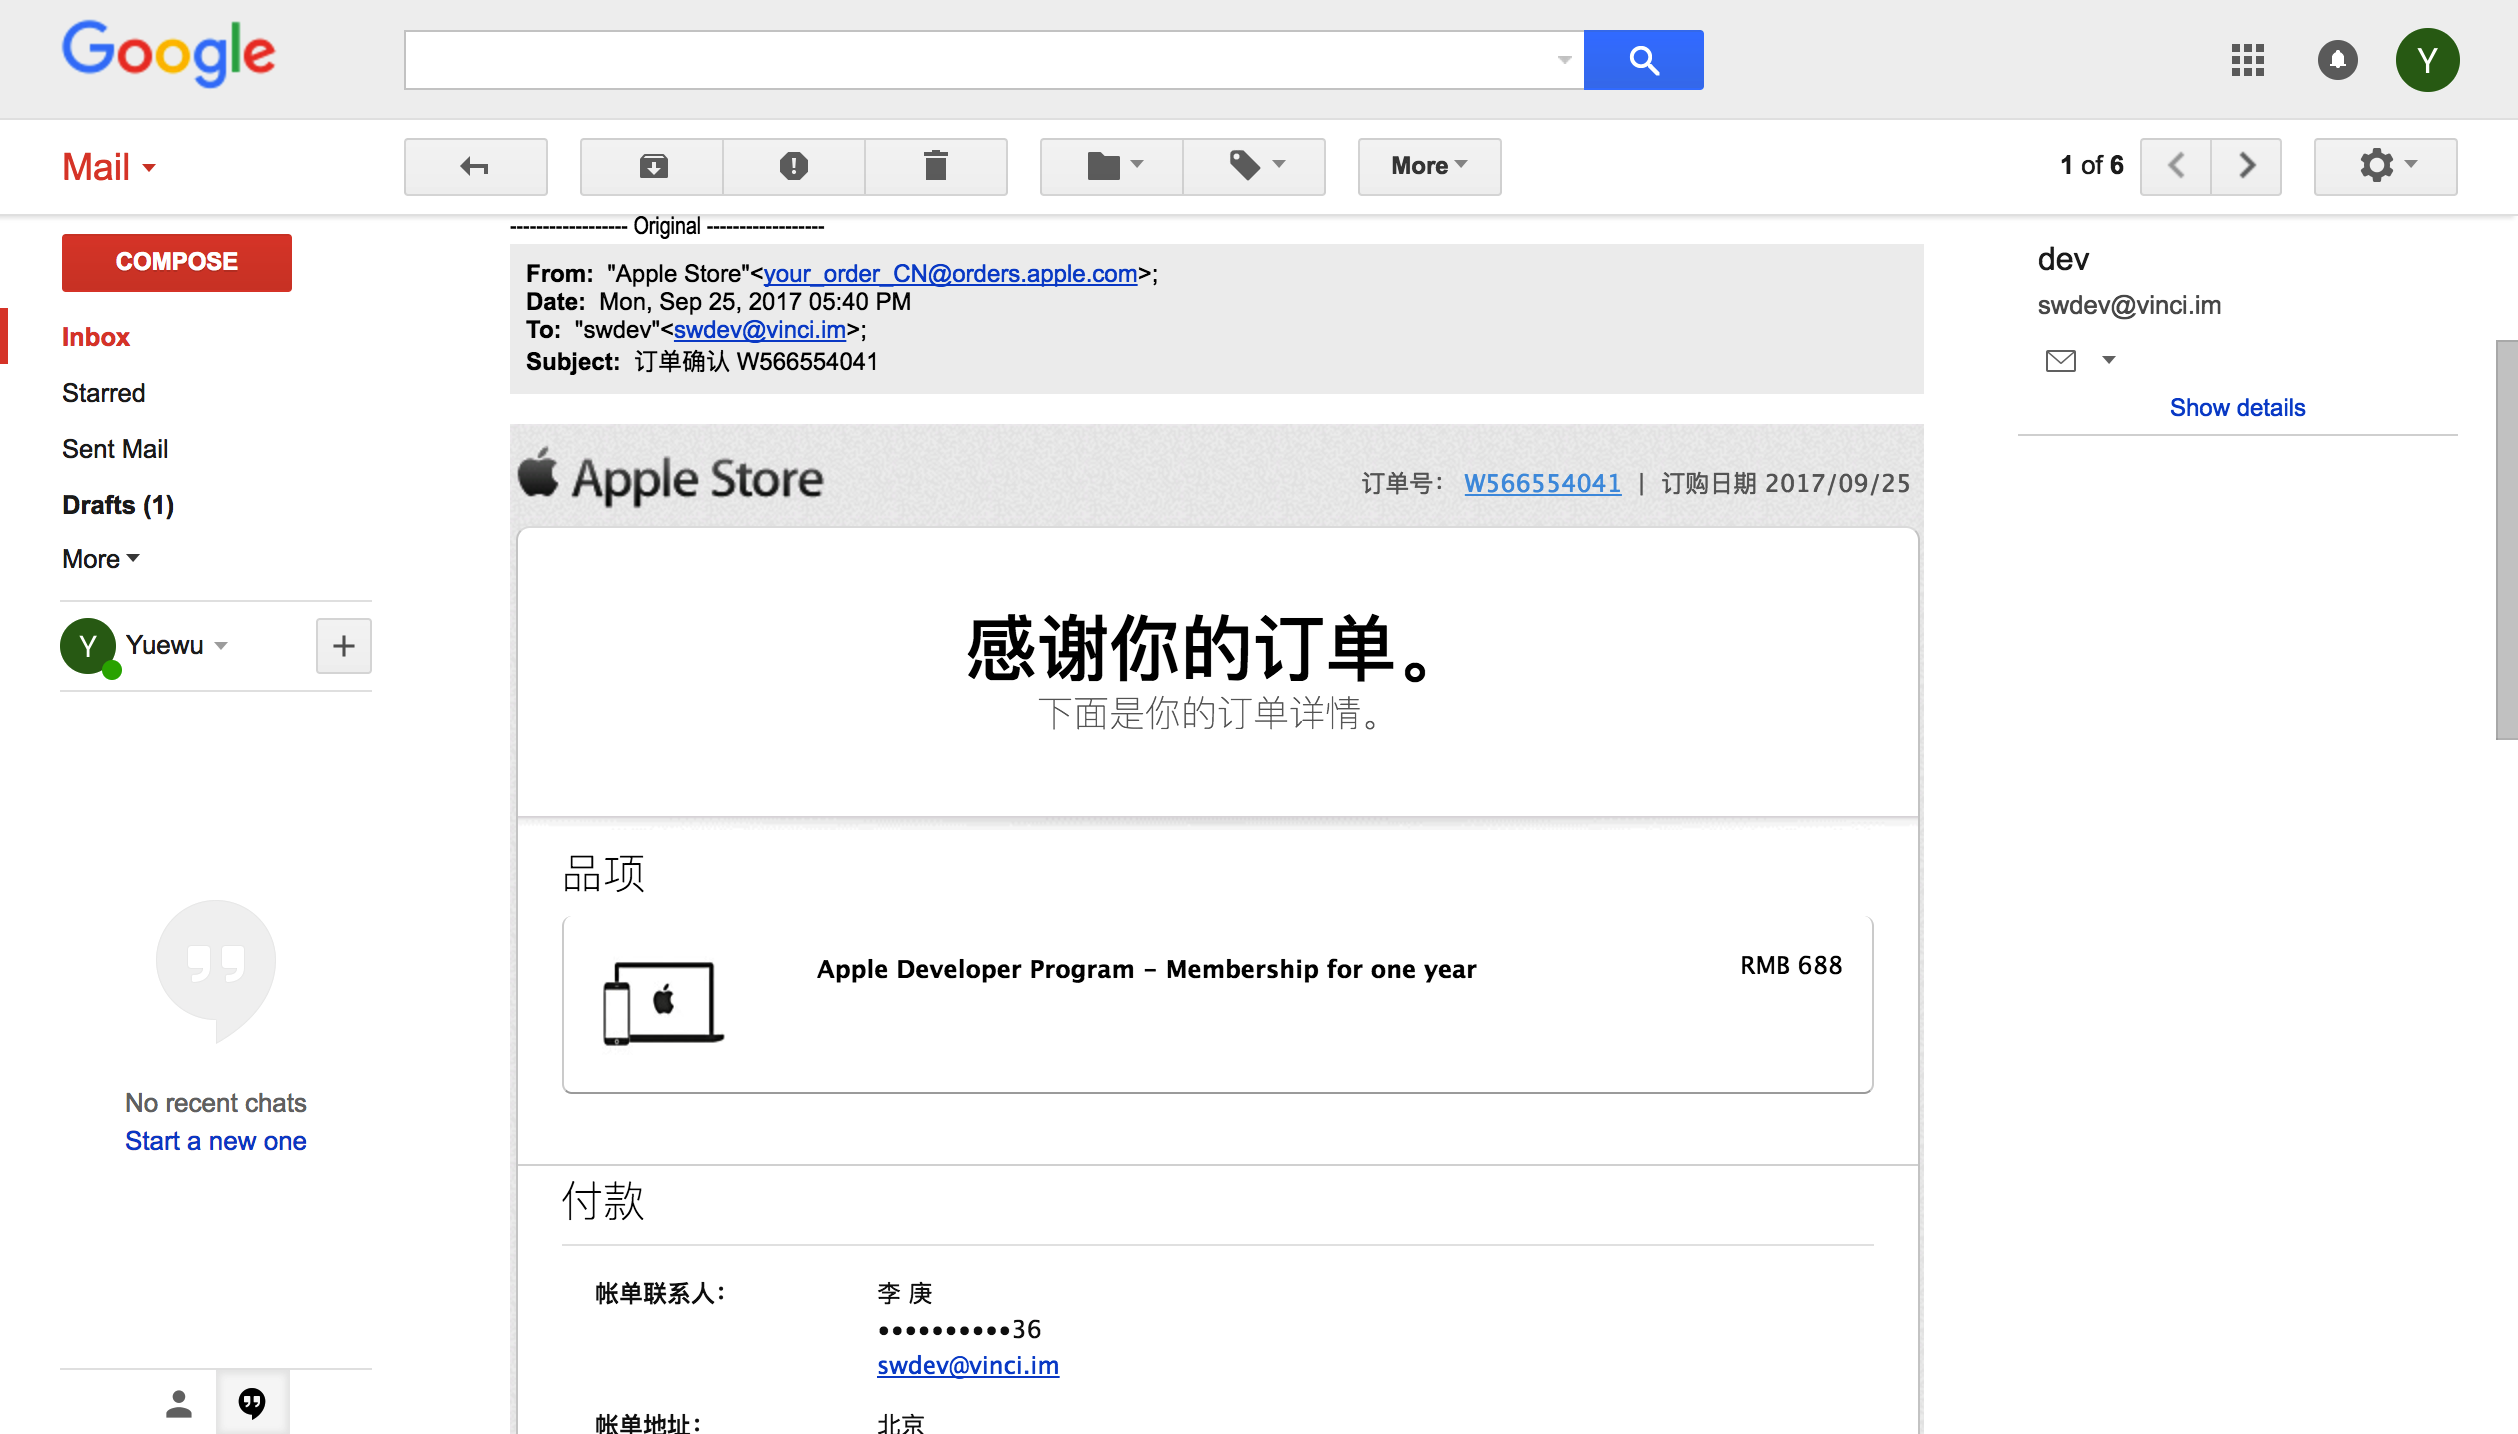 Google
Y
Mail
More
1 of 6
COMPOSE
Inbox
Starred
Sent Mail
Drafts (1)
More
Y
Yuewu
+
No recent chats
Start a new one
------------------ Original ------------------
From: "Apple Store"<your_order_CN@orders.apple.com>;
Date: Mon, Sep 25, 2017 05:40 PM
To: "swdev"<swdev@vinci.im>;
Subject: 订单确认 W566554041
Apple Store
订单号： W566554041 | 订购日期 2017/09/25
感谢你的订单。
下面是你的订单详情。
品项
Apple Developer Program – Membership for one year
RMB 688
付款
帐单联系人：
李 庚
••••••••••36
swdev@vinci.im
帐单地址：
北京
dev
swdev@vinci.im
Show details